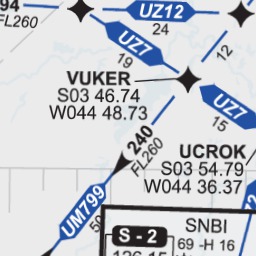 94
FL260
UZ12
24
UZ7
19
12
VUKER
S03 46.74
W044 48.73
UZ7
15
240
FL260
UCROK
S03 54.79
W044 36.37
UM799
SNBI
S - 2
69 -H 16